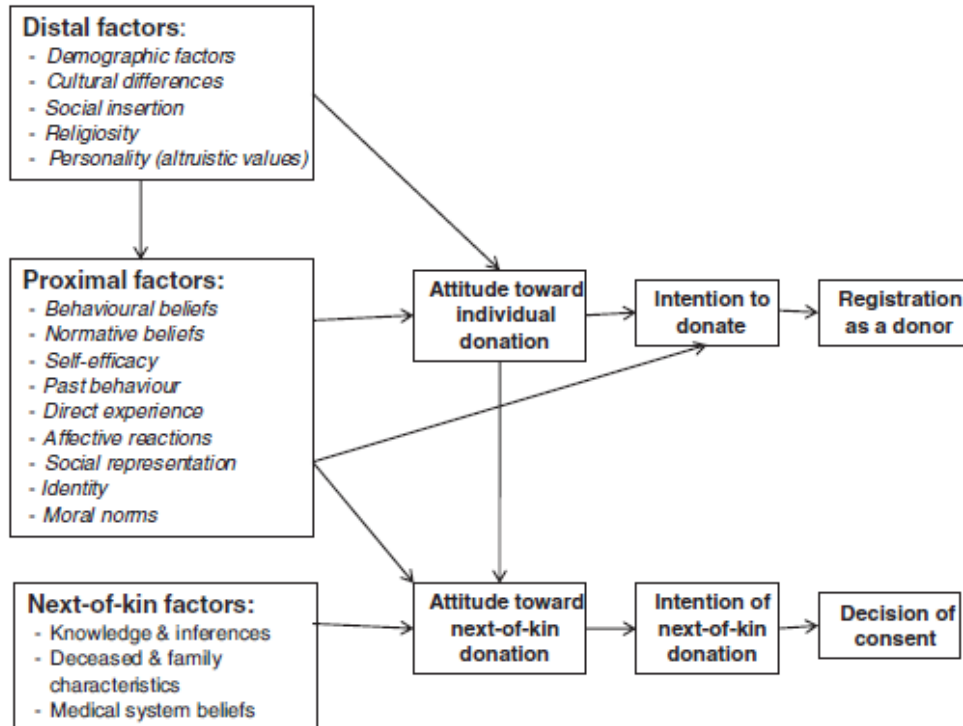 Distal factors:
- Demographic factors
- Cultural differences
- Social insertion
- Religiosity
- Personality (altruistic values)
Proximal factors:
- Behavioural beliefs
- Normative beliefs
- Self-efficacy
- Past behaviour
- Direct experience
- Affective reactions
- Social representation
- Identity
- Moral norms
Attitude toward
individual
donation
Intention to
donate
Registration
as a donor
Next-of-kin factors:
- Knowledge & inferences
- Deceased & family
characteristics
- Medical system beliefs
Attitude toward
next-of-kin
donation
Intention of
next-of-kin
donation
Decision of
consent